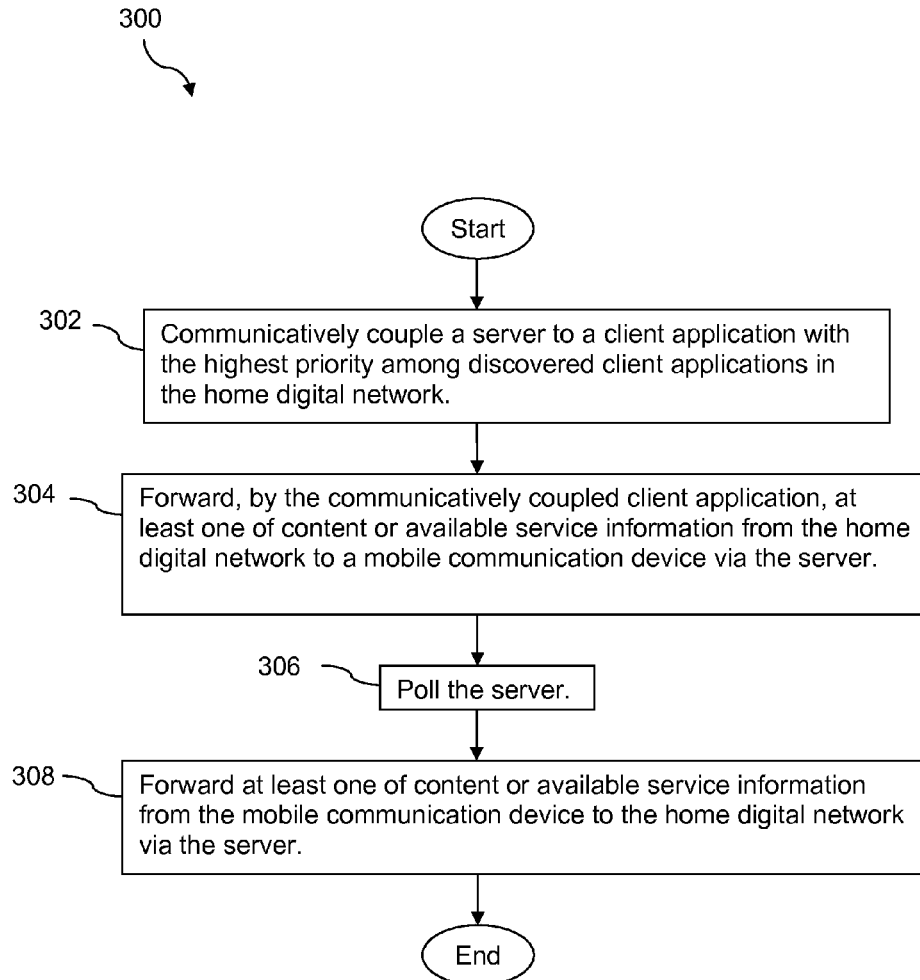 300
Start
302
Communicatively couple a server to a client application with
the highest priority among discovered client applications in
the home digital network.
304
Forward, by the communicatively coupled client application, at
least one of content or available service information from the home
digital network to a mobile communication device via the server.
306
Poll the server.
308
Forward at least one of content or available service information
from the mobile communication device to the home digital network
via the server.
End